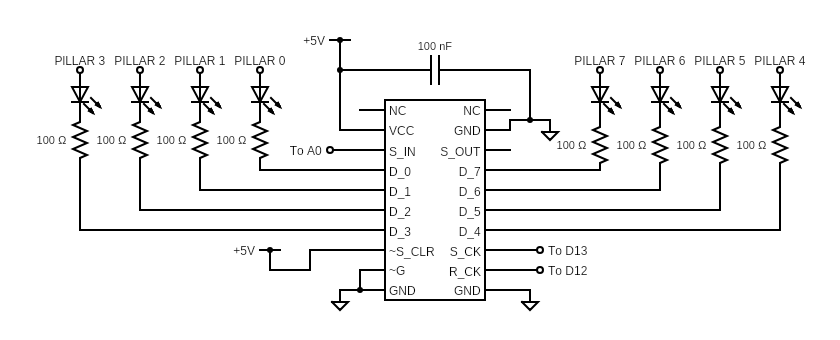 +5V
100 nF
PILLAR 3 PILLAR 2 PILLAR 1 PILLAR 0
PILLAR 7 PILLAR 6 PILLAR 5 PILLAR 4
NC NC
VCC GND
100 Ω 100 Ω 100 Ω 100 Ω
100 Ω 100 Ω 100 Ω 100 Ω
To A0 S_IN S_OUT
D_0 D_7
D_1 D_6
D_2 D_5
D_3 D_4
+5V ~S_CLR S_CK To D13
~G R_CK To D12
GND GND